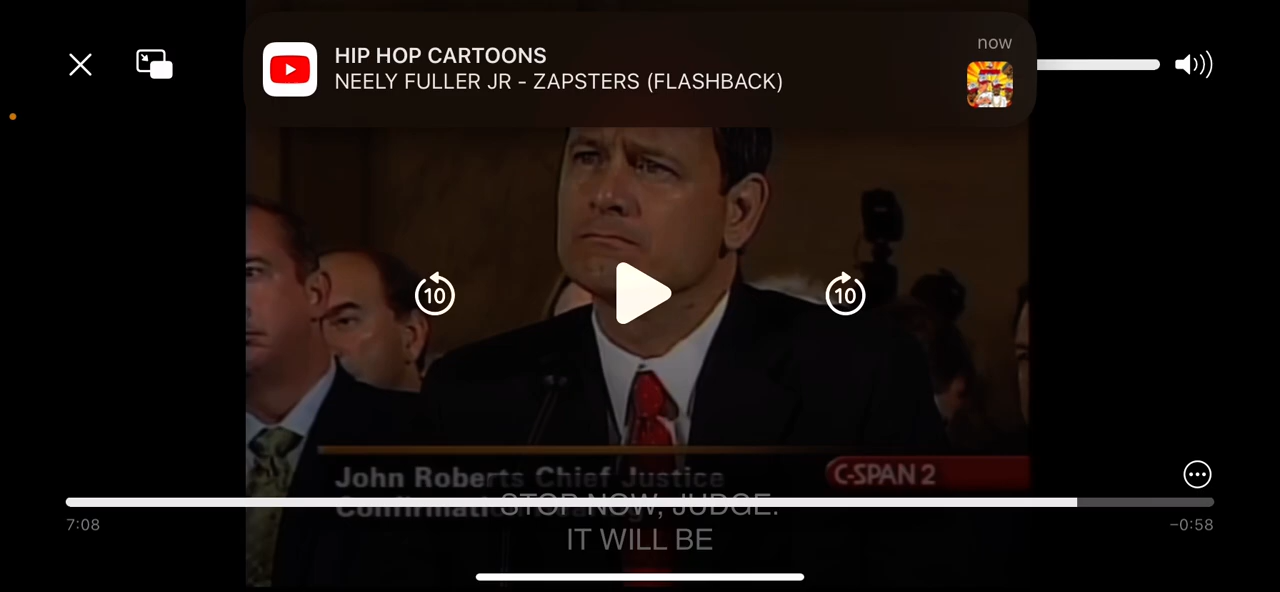 HIP HOP CARTOONS
now
NEELY FULLER JR - ZAPSTERS (FLASHBACK)
10
10
John Roberts Chief Justice
C-SPAN 2
Confirmation
STOP NOW, JUDGE.
IT WILL BE
7:08
−0:58